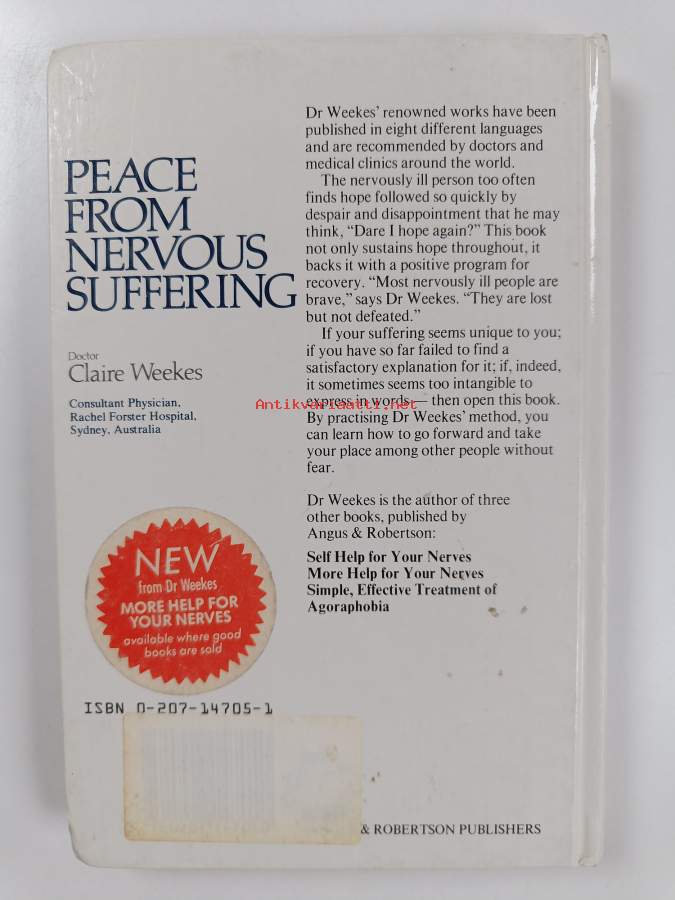 PEACE
FROM
NERVOUS
SUFFERING
Doctor
Claire Weekes
Consultant Physician,
Rachel Forster Hospital,
Sydney, Australia
Dr Weekes' renowned works have been
published in eight different languages
and are recommended by doctors and
medical clinics around the world.
The nervously ill person too often
finds hope followed so quickly by
despair and disappointment that he may
think, “Dare I hope again?” This book
not only sustains hope throughout, it
backs it with a positive program for
recovery. “Most nervously ill people are
brave,” says Dr Weekes. “They are lost
but not defeated.”
If your suffering seems unique to you;
if you have so far failed to find a
satisfactory explanation for it; if, indeed,
it sometimes seems too intangible to
express in words — then open this book.
By practising Dr Weekes' method, you
can learn how to go forward and take
your place among other people without
fear.
Dr Weekes is the author of three
other books, published by
Angus & Robertson:
Self Help for Your Nerves
More Help for Your Nerves
Simple, Effective Treatment of
Agoraphobia
Antikvariaatti.net
NEW
from Dr Weekes
MORE HELP FOR
YOUR NERVES
available where good
books are sold
ISBN 0-207-14705-1
& ROBERTSON PUBLISHERS